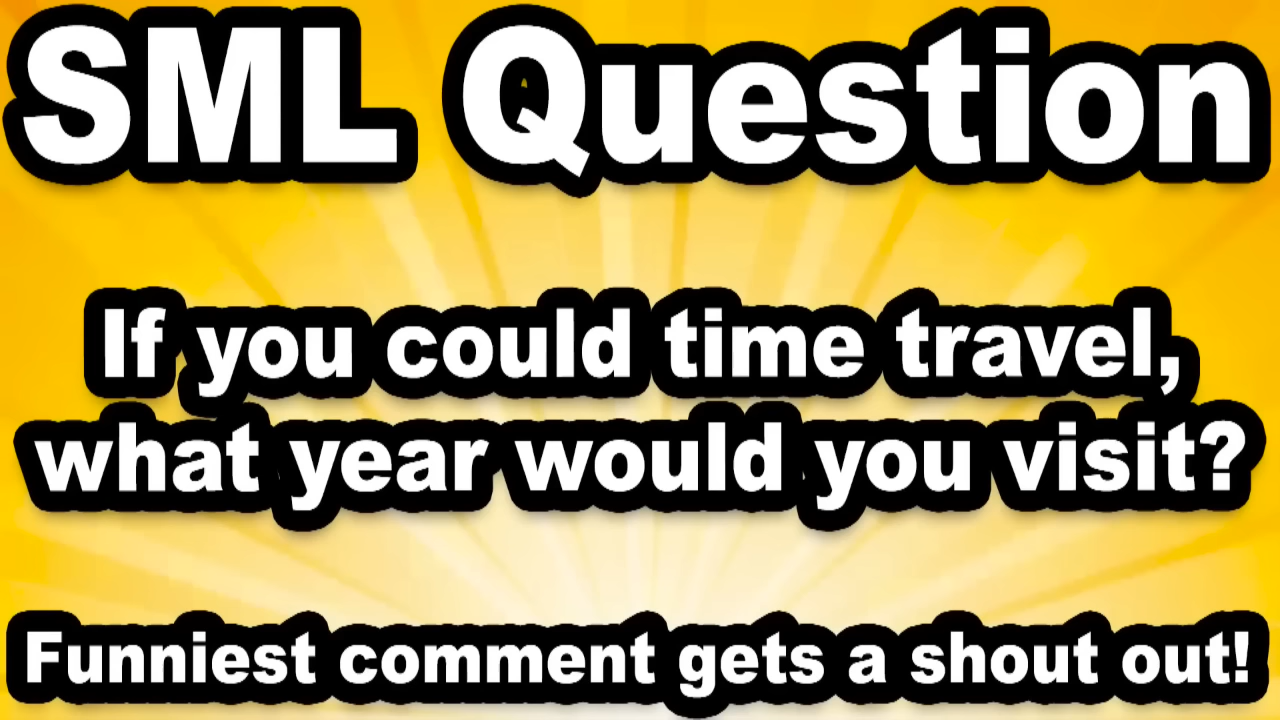 SML Question
If you could time travel,
what year would you visit?
Funniest comment gets a shout out!